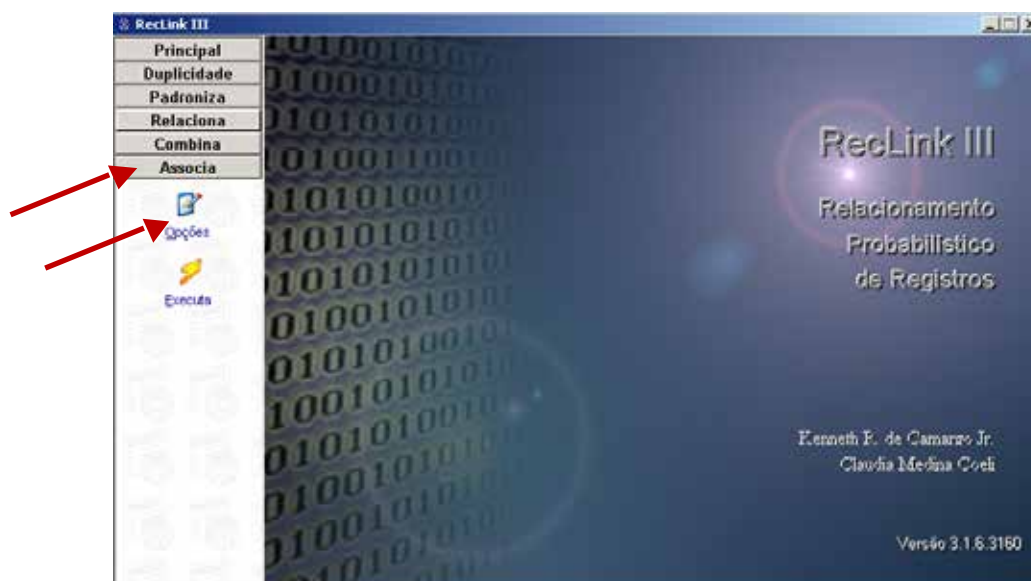 RecLink III
Principal
Duplicidade
Padroniza
Relaciona
Combina
Associa
Opções
Executa
RecLink III
Relacionamento
Probabilístico
de Registros
Kenneth R. de Camargo Jr.
Claudia Medina Coeli
Versão 3.1.6.3160